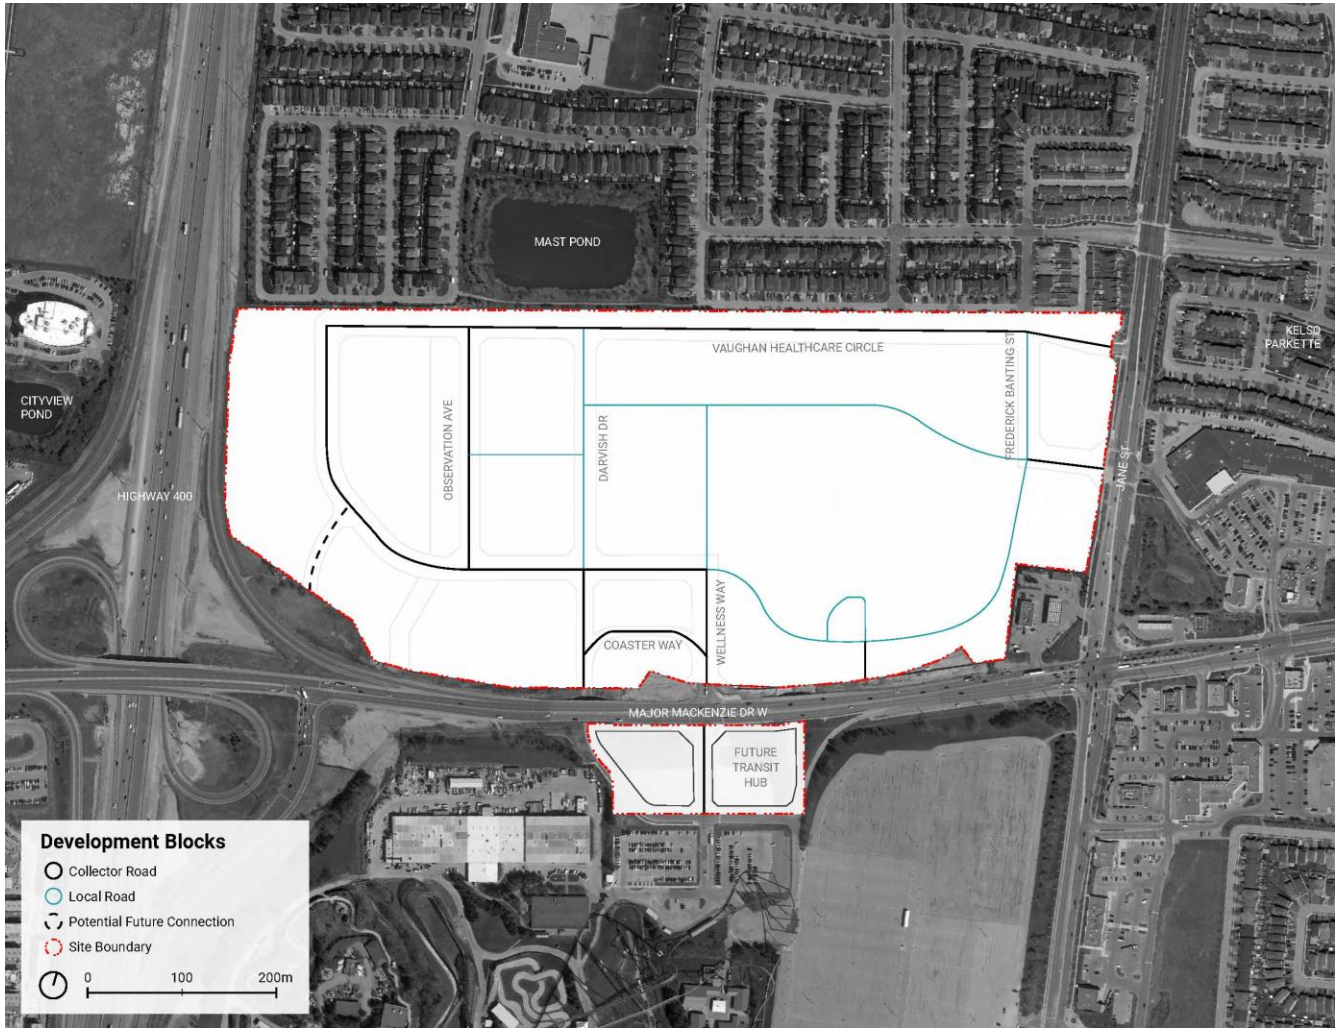 MAST POND
KELSO
PARKETTE
VAUGHAN HEALTHCARE CIRCLE
FREDERICK BANTING ST
CITYVIEW
POND
OBSERVATION AVE
DARVISH DR
HIGHWAY 400
JANE ST
COASTER WAY
WELLNESS WAY
MAJOR MACKENZIE DR W
FUTURE
TRANSIT
HUB
Development Blocks
Collector Road
Local Road
Potential Future Connection
Site Boundary
0 100 200m